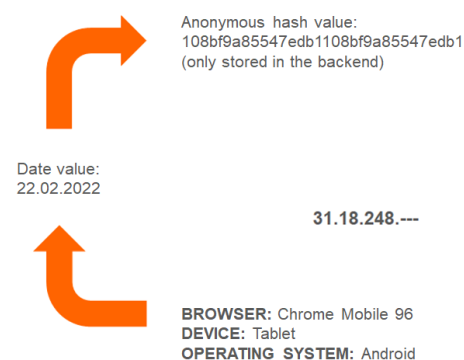 Anonymous hash value:
108bf9a85547edb1108bf9a85547edb1
(only stored in the backend)
Date value:
22.02.2022
31.18.248.---
BROWSER: Chrome Mobile 96
DEVICE: Tablet
OPERATING SYSTEM: Android